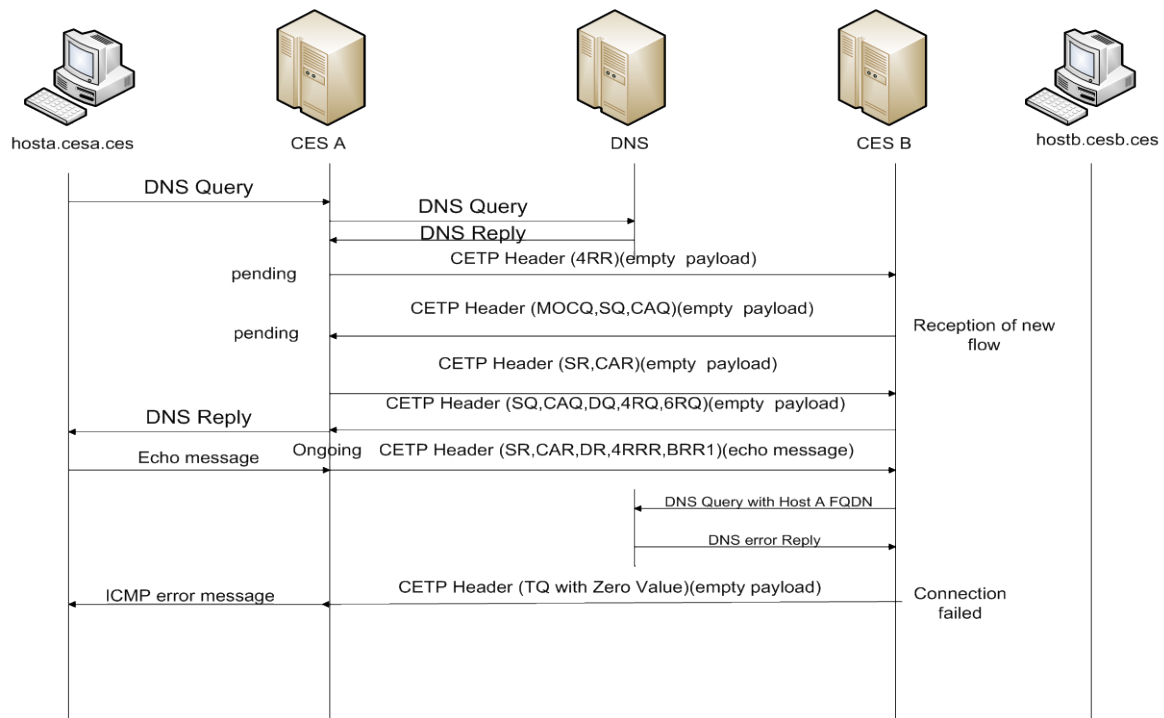 hosta.cesa.ces
CES A
DNS
CES B
hostb.cesb.ces
DNS Query
DNS Query
DNS Reply
CETP Header (4RR)(empty payload)
pending
CETP Header (MOCQ,SQ,CAQ)(empty payload)
pending
Reception of new
flow
CETP Header (SR,CAR)(empty payload)
CETP Header (SQ,CAQ,DQ,4RQ,6RQ)(empty payload)
DNS Reply
Ongoing
CETP Header (SR,CAR,DR,4RRR,BRR1)(echo message)
Echo message
DNS Query with Host A FQDN
DNS error Reply
CETP Header (TQ with Zero Value)(empty payload)
ICMP error message
Connection
failed